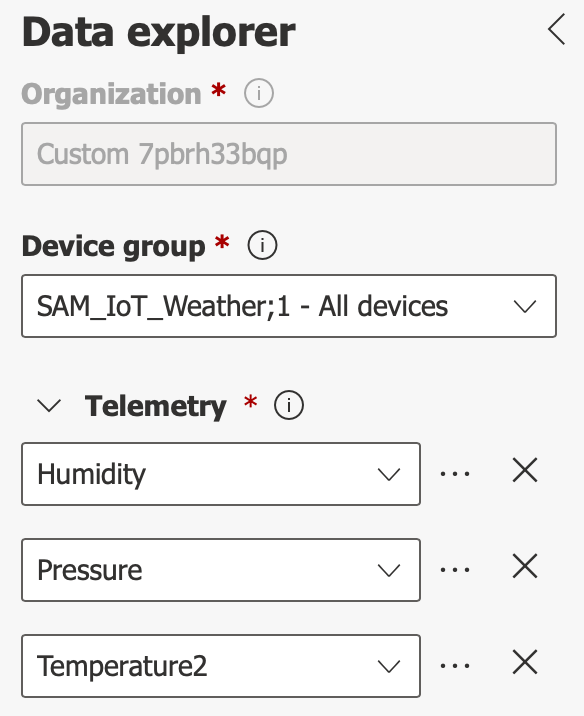 Data explorer
Organization *
Custom 7pbrh33bqp
Device group *
SAM_IoT_Weather;1 - All devices
Telemetry *
Humidity
Pressure
Temperature2